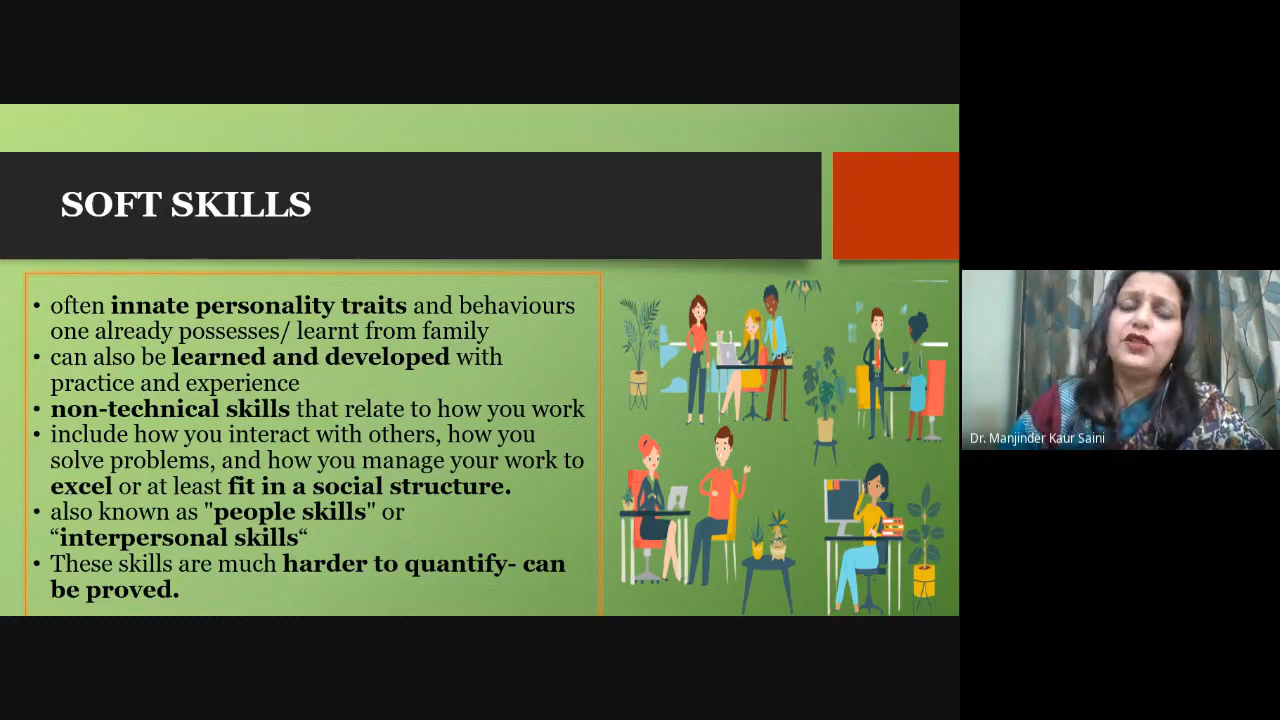 SOFT SKILLS
• often innate personality traits and behaviours
one already possesses/ learnt from family
• can also be learned and developed with
practice and experience
• non-technical skills that relate to how you work
• include how you interact with others, how you
solve problems, and how you manage your work to
excel or at least fit in a social structure.
• also known as "people skills" or
“interpersonal skills“
• These skills are much harder to quantify- can
be proved.
Dr. Manjinder Kaur Saini